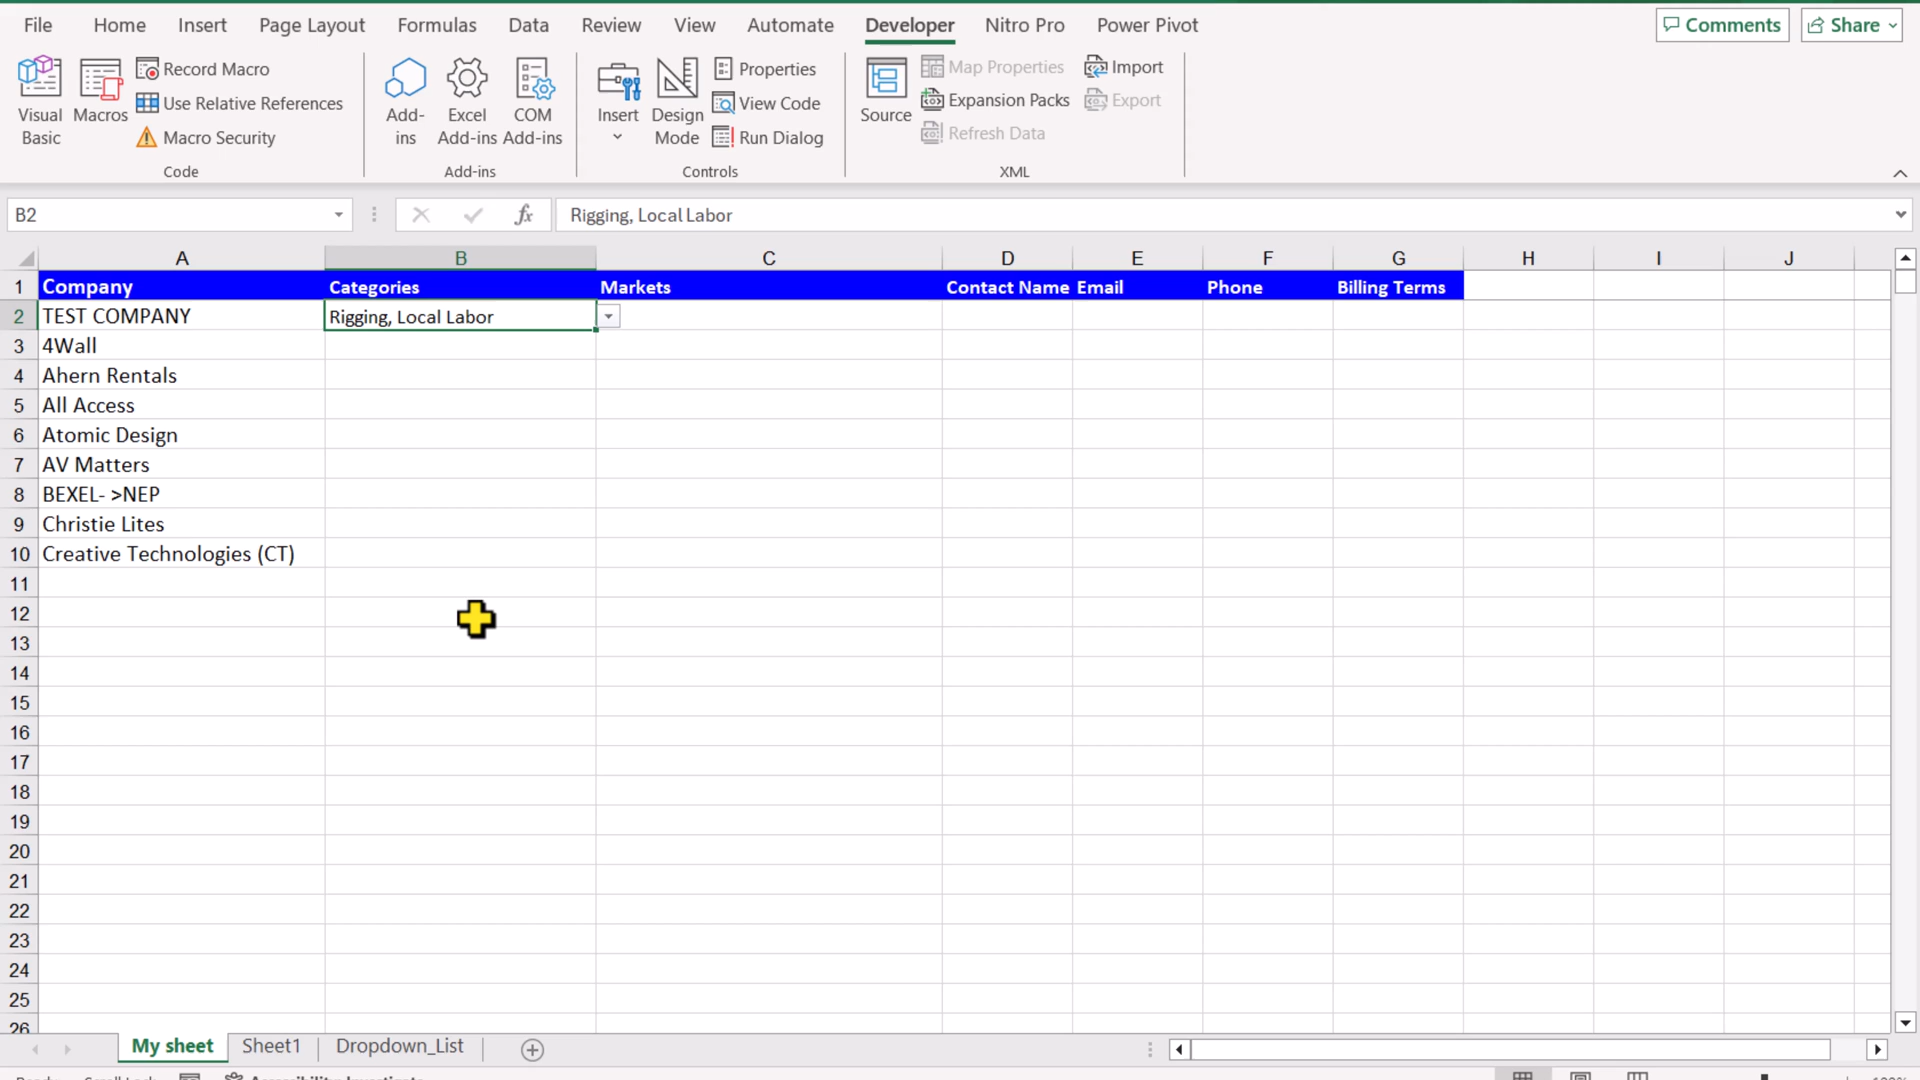 File Home Insert Page Layout Formulas Data Review View Automate Developer Nitro Pro Power Pivot Comments Share
Visual Basic
Macros
Record Macro
Use Relative References
Macro Security
Code
Add-ins
Excel Add-ins
COM Add-ins
Add-ins
Insert
Design Mode
Properties
View Code
Run Dialog
Controls
Source
Map Properties
Expansion Packs
Refresh Data
Import
Export
XML
B2 fx Rigging, Local Labor
A B C D E F G H I J
1 Company Categories Markets Contact Name Email Phone Billing Terms
2 TEST COMPANY Rigging, Local Labor
3 4Wall
4 Ahern Rentals
5 All Access
6 Atomic Design
7 AV Matters
8 BEXEL- >NEP
9 Christie Lites
10 Creative Technologies (CT)
11
12
13
14
15
16
17
18
19
20
21
22
23
24
25
26
My sheet Sheet1 Dropdown_List